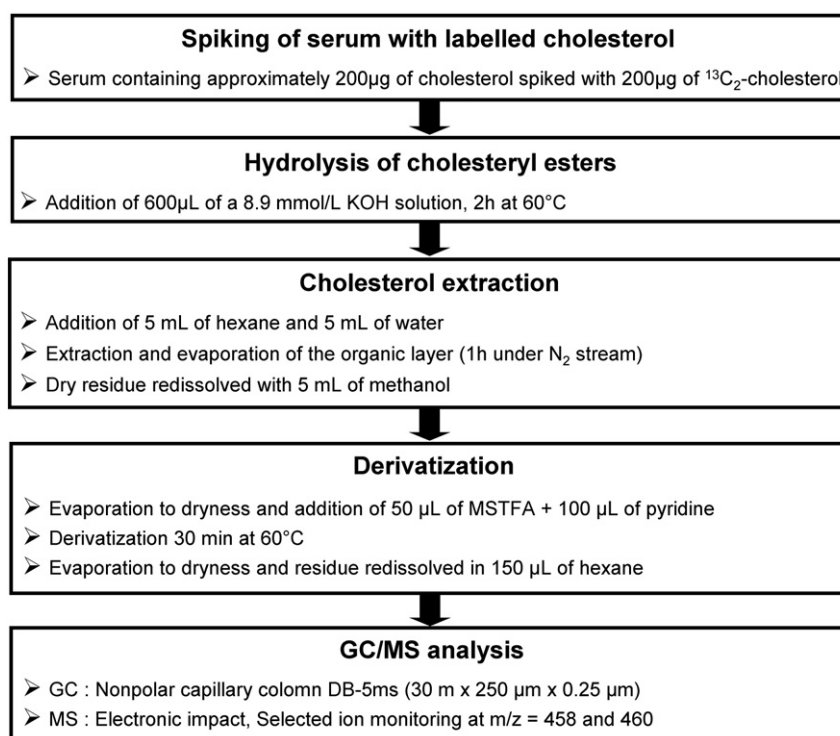 Spiking of serum with labelled cholesterol
➢ Serum containing approximately 200µg of cholesterol spiked with 200µg of ¹³C₂-cholesterol
Hydrolysis of cholesteryl esters
➢ Addition of 600µL of a 8.9 mmol/L KOH solution, 2h at 60°C
Cholesterol extraction
➢ Addition of 5 mL of hexane and 5 mL of water
➢ Extraction and evaporation of the organic layer (1h under N₂ stream)
➢ Dry residue redissolved with 5 mL of methanol
Derivatization
➢ Evaporation to dryness and addition of 50 µL of MSTFA + 100 µL of pyridine
➢ Derivatization 30 min at 60°C
➢ Evaporation to dryness and residue redissolved in 150 µL of hexane
GC/MS analysis
➢ GC : Nonpolar capillary colomn DB-5ms (30 m x 250 µm x 0.25 µm)
➢ MS : Electronic impact, Selected ion monitoring at m/z = 458 and 460